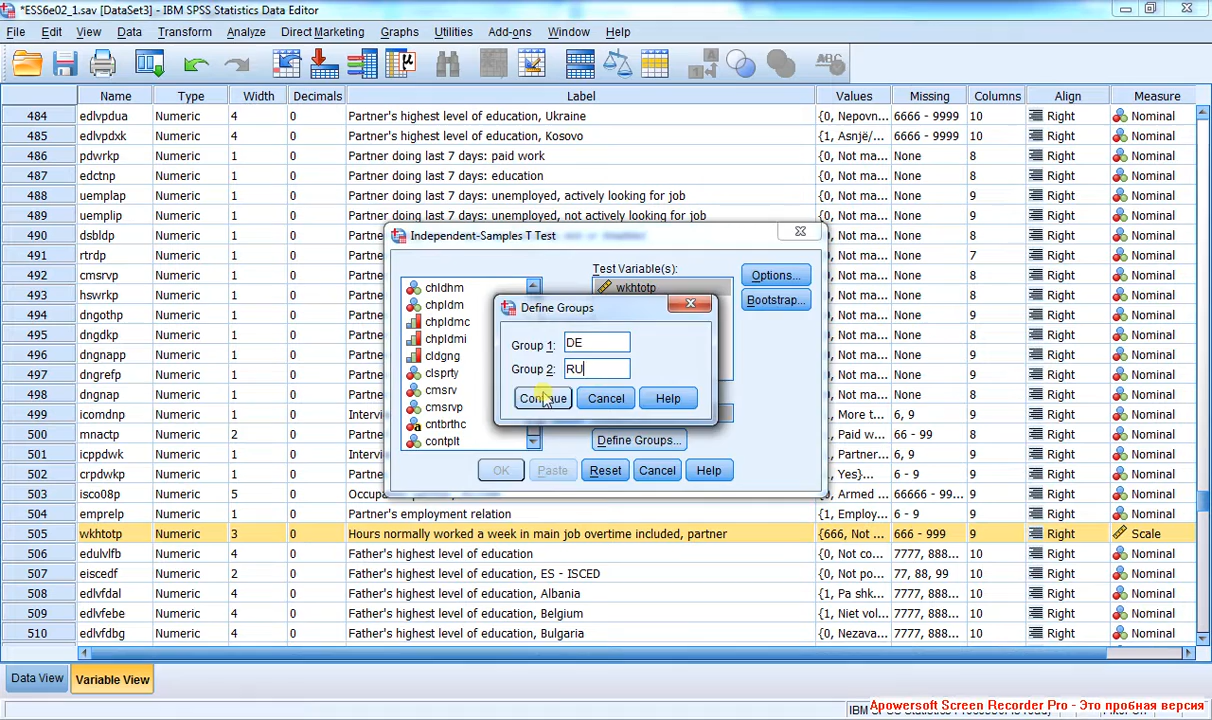 *ESS6e02_1.sav [DataSet3] - IBM SPSS Statistics Data Editor
File Edit View Data Transform Analyze Direct Marketing Graphs Utilities Add-ons Window Help
Name Type Width Decimals Label Values Missing Columns Align Measure
484 edlvpdua Numeric 4 0 Partner's highest level of education, Ukraine {0, Nepovn... 6666 - 9999 10 Right Nominal
485 edlvpdxk Numeric 4 0 Partner's highest level of education, Kosovo {1, Asnjë/... 6666 - 9999 10 Right Nominal
486 pdwrkp Numeric 1 0 Partner doing last 7 days: paid work {0, Not ma... None 8 Right Nominal
487 edctnp Numeric 1 0 Partner doing last 7 days: education {0, Not ma... None 8 Right Nominal
488 uemplap Numeric 1 0 Partner doing last 7 days: unemployed, actively looking for job {0, Not ma... None 9 Right Nominal
489 uemplip Numeric 1 0 Partner doing last 7 days: unemployed, not actively looking for job {0, Not ma... None 9 Right Nominal
490 dsbldp Numeric 1 0 {0, Not ma... None 8 Right Nominal
491 rtrdp Numeric 1 0 {0, Not ma... None 7 Right Nominal
492 cmsrvp Numeric 1 0 {0, Not ma... None 8 Right Nominal
493 hswrkp Numeric 1 0 {0, Not ma... None 8 Right Nominal
494 dngothp Numeric 1 0 {0, Not ma... None 9 Right Nominal
495 dngdkp Numeric 1 0 {0, Not ma... None 8 Right Nominal
496 dngnapp Numeric 1 0 {0, Not ma... None 9 Right Nominal
497 dngrefp Numeric 1 0 {0, Not ma... None 9 Right Nominal
498 dngnap Numeric 1 0 {0, Not ma... None 8 Right Nominal
499 icomdnp Numeric 1 0 Intervi {1, More t... 6, 9 9 Right Nominal
500 mnactp Numeric 2 0 Partner {1, Paid w... 66 - 99 8 Right Nominal
501 icppdwk Numeric 1 0 Intervi {1, Partner... 6, 9 9 Right Nominal
502 crpdwkp Numeric 1 0 Partner {1, Yes}... 6 - 9 9 Right Nominal
503 isco08p Numeric 5 0 Occupa {0, Armed ... 66666 - 99... 9 Right Nominal
504 emprelp Numeric 1 0 Partner's employment relation {1, Employ... 6 - 9 9 Right Nominal
505 wkhtotp Numeric 3 0 Hours normally worked a week in main job overtime included, partner {666, Not ... 666 - 999 9 Right Scale
506 edulvlfb Numeric 4 0 Father's highest level of education {0, Not co... 7777, 888... 10 Right Nominal
507 eiscedf Numeric 2 0 Father's highest level of education, ES - ISCED {0, Not po... 77, 88, 99 9 Right Nominal
508 edlvfdal Numeric 4 0 Father's highest level of education, Albania {1, Pa shk... 7777, 888... 10 Right Nominal
509 edlvfebe Numeric 4 0 Father's highest level of education, Belgium {1, Niet vol... 7777, 888... 10 Right Nominal
510 edlvfdbg Numeric 4 0 Father's highest level of education, Bulgaria {0, Nezava... 7777, 888... 10 Right Nominal
Independent-Samples T Test
chldhm
chpldm
chpldmc
chpldmi
cldgng
clsprty
cmsrv
cmsrvp
cntbrthc
contplt
Test Variable(s):
wkhtotp
Options...
Bootstrap...
Define Groups
Group 1: DE
Group 2: RU
Continue Cancel Help
Define Groups...
OK Paste Reset Cancel Help
Data View Variable View
Apowersoft Screen Recorder Pro - Это пробная версия